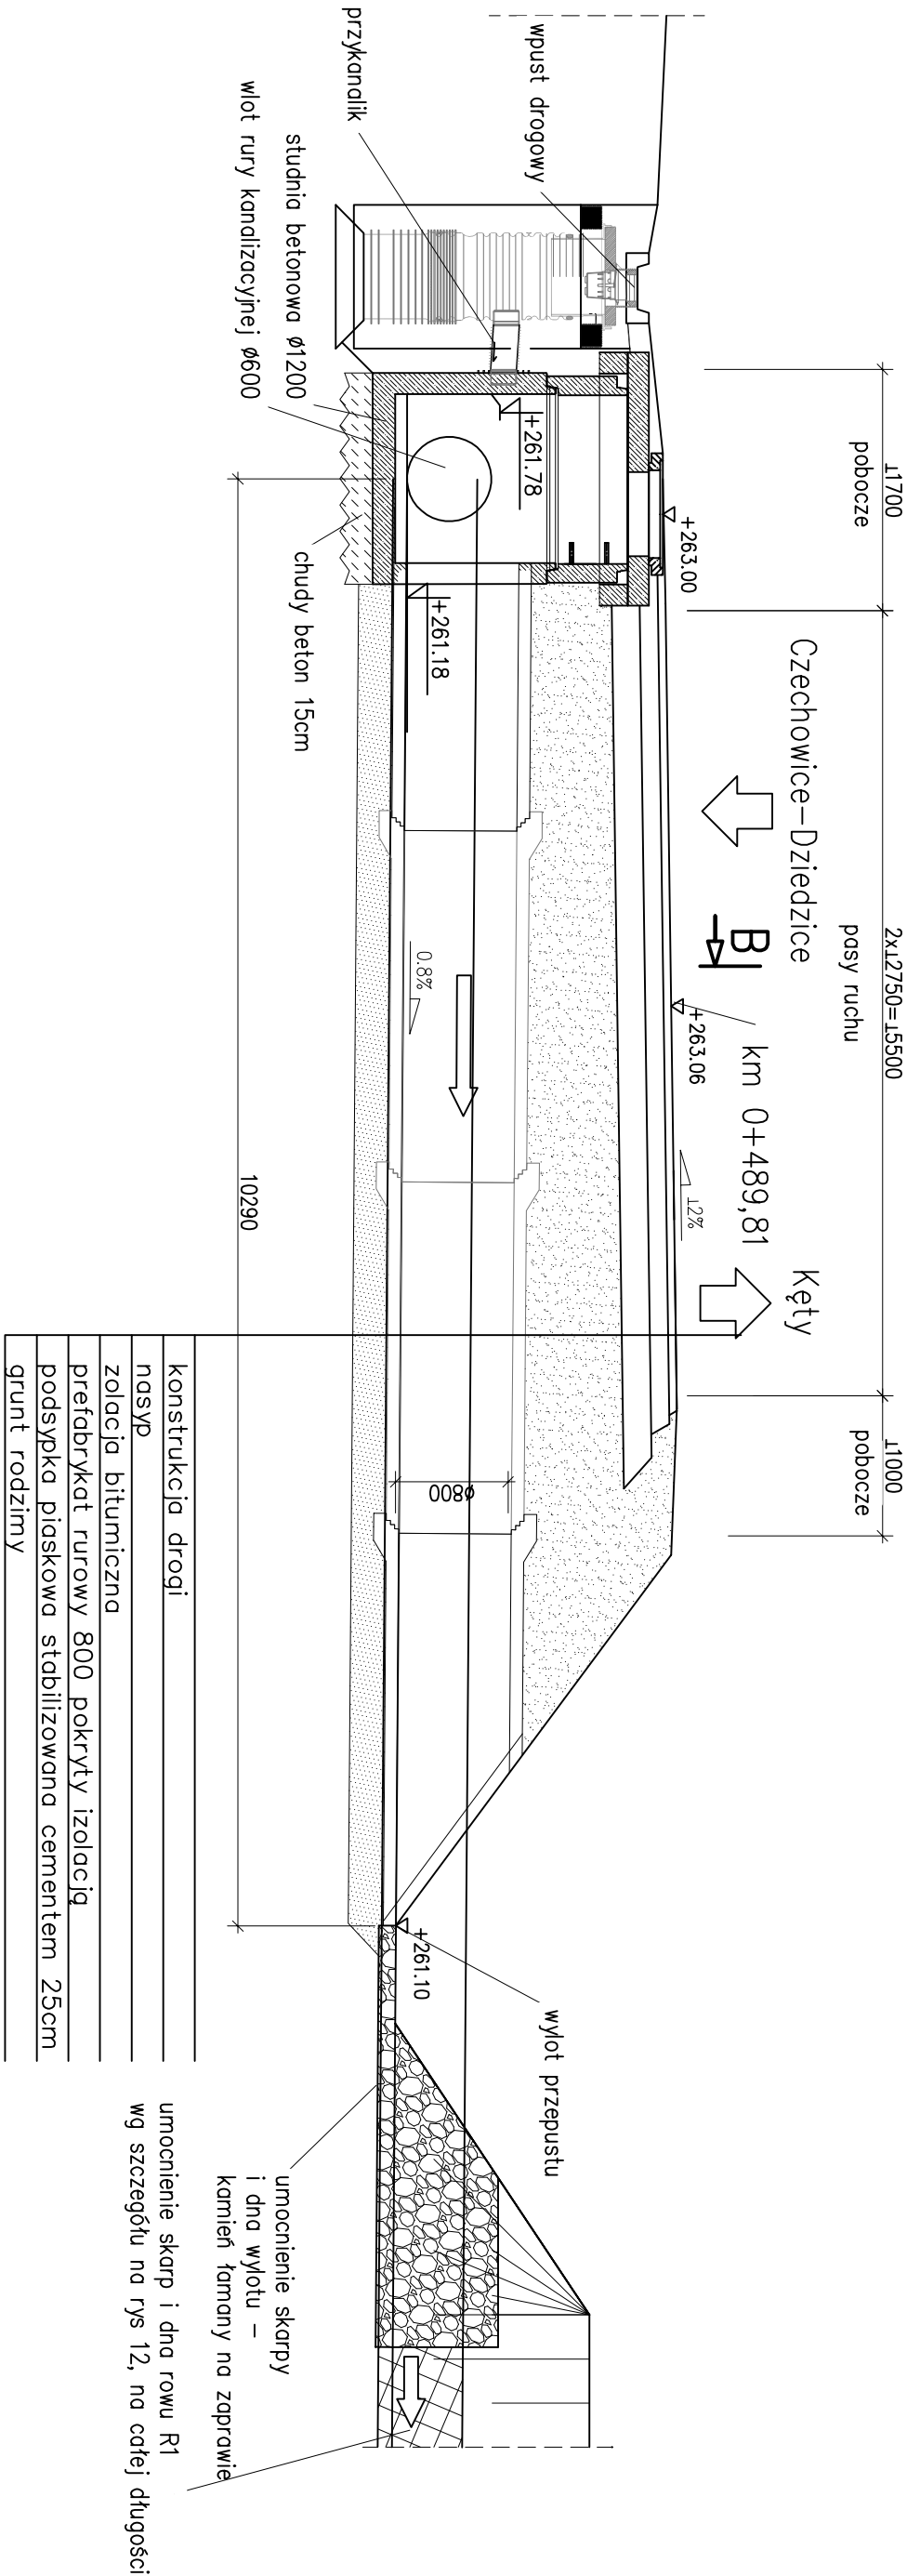 ⊥1700
pobocze
2x⊥2750=⊥5500
pasy ruchu
⊥1000
pobocze
Czechowice-Dziedzice
Kęty
km 0+489,81
B
+263.00
+263.06
⊥2%
wpust drogowy
przykanalik
studnia betonowa ø1200
wlot rury kanalizacyjnej ø600
+261.78
+261.18
chudy beton 15cm
0.8%
ø800
10290
+261.10
wylot przepustu
konstrukcja drogi
nasyp
zolacja bitumiczna
prefabrykat rurowy 800 pokryty izolacją
podsypka piaskowa stabilizowana cementem 25cm
grunt rodzimy
umocnienie skarpy
i dna wylotu –
kamień łamany na zaprawie
umocnienie skarp i dna rowu R1
wg szczegółu na rys 12, na całej długości